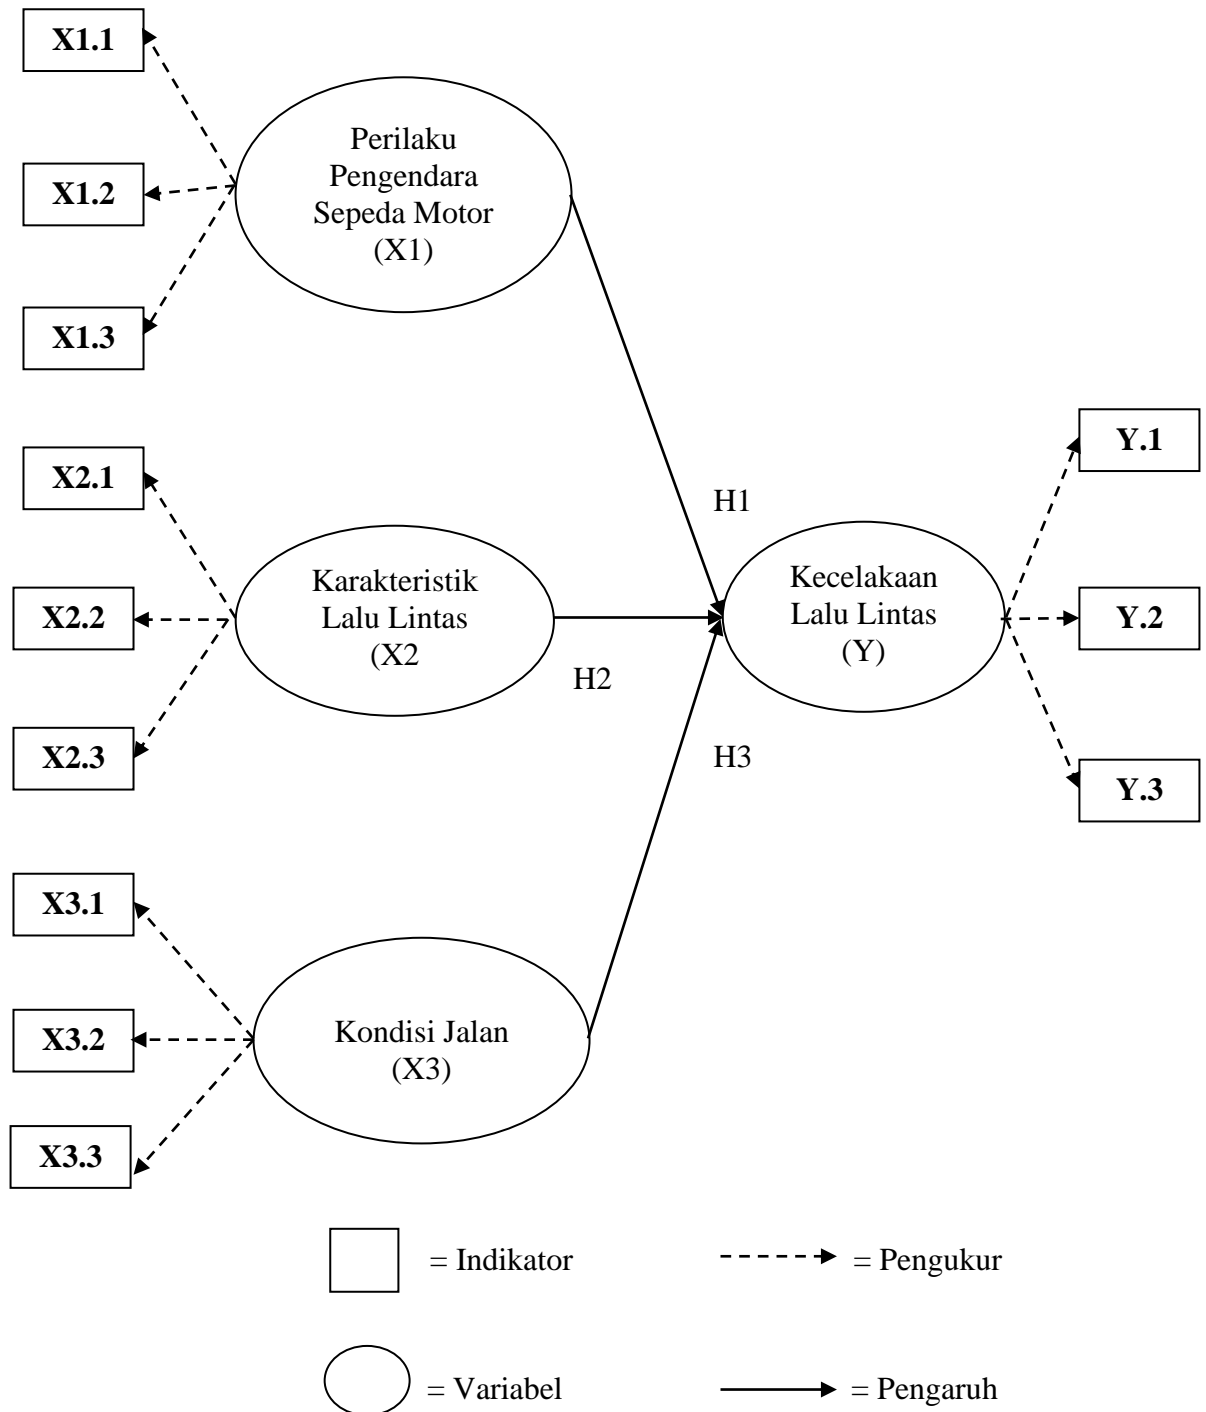 X1.1
Perilaku
Pengendara
Sepeda Motor
(X1)
X1.2
X1.3
X2.1
Y.1
H1
Karakteristik
Lalu Lintas
(X2
Kecelakaan
Lalu Lintas
(Y)
X2.2
Y.2
H2
X2.3
H3
Y.3
X3.1
Kondisi Jalan
(X3)
X3.2
X3.3
= Indikator
= Pengukur
= Variabel
= Pengaruh